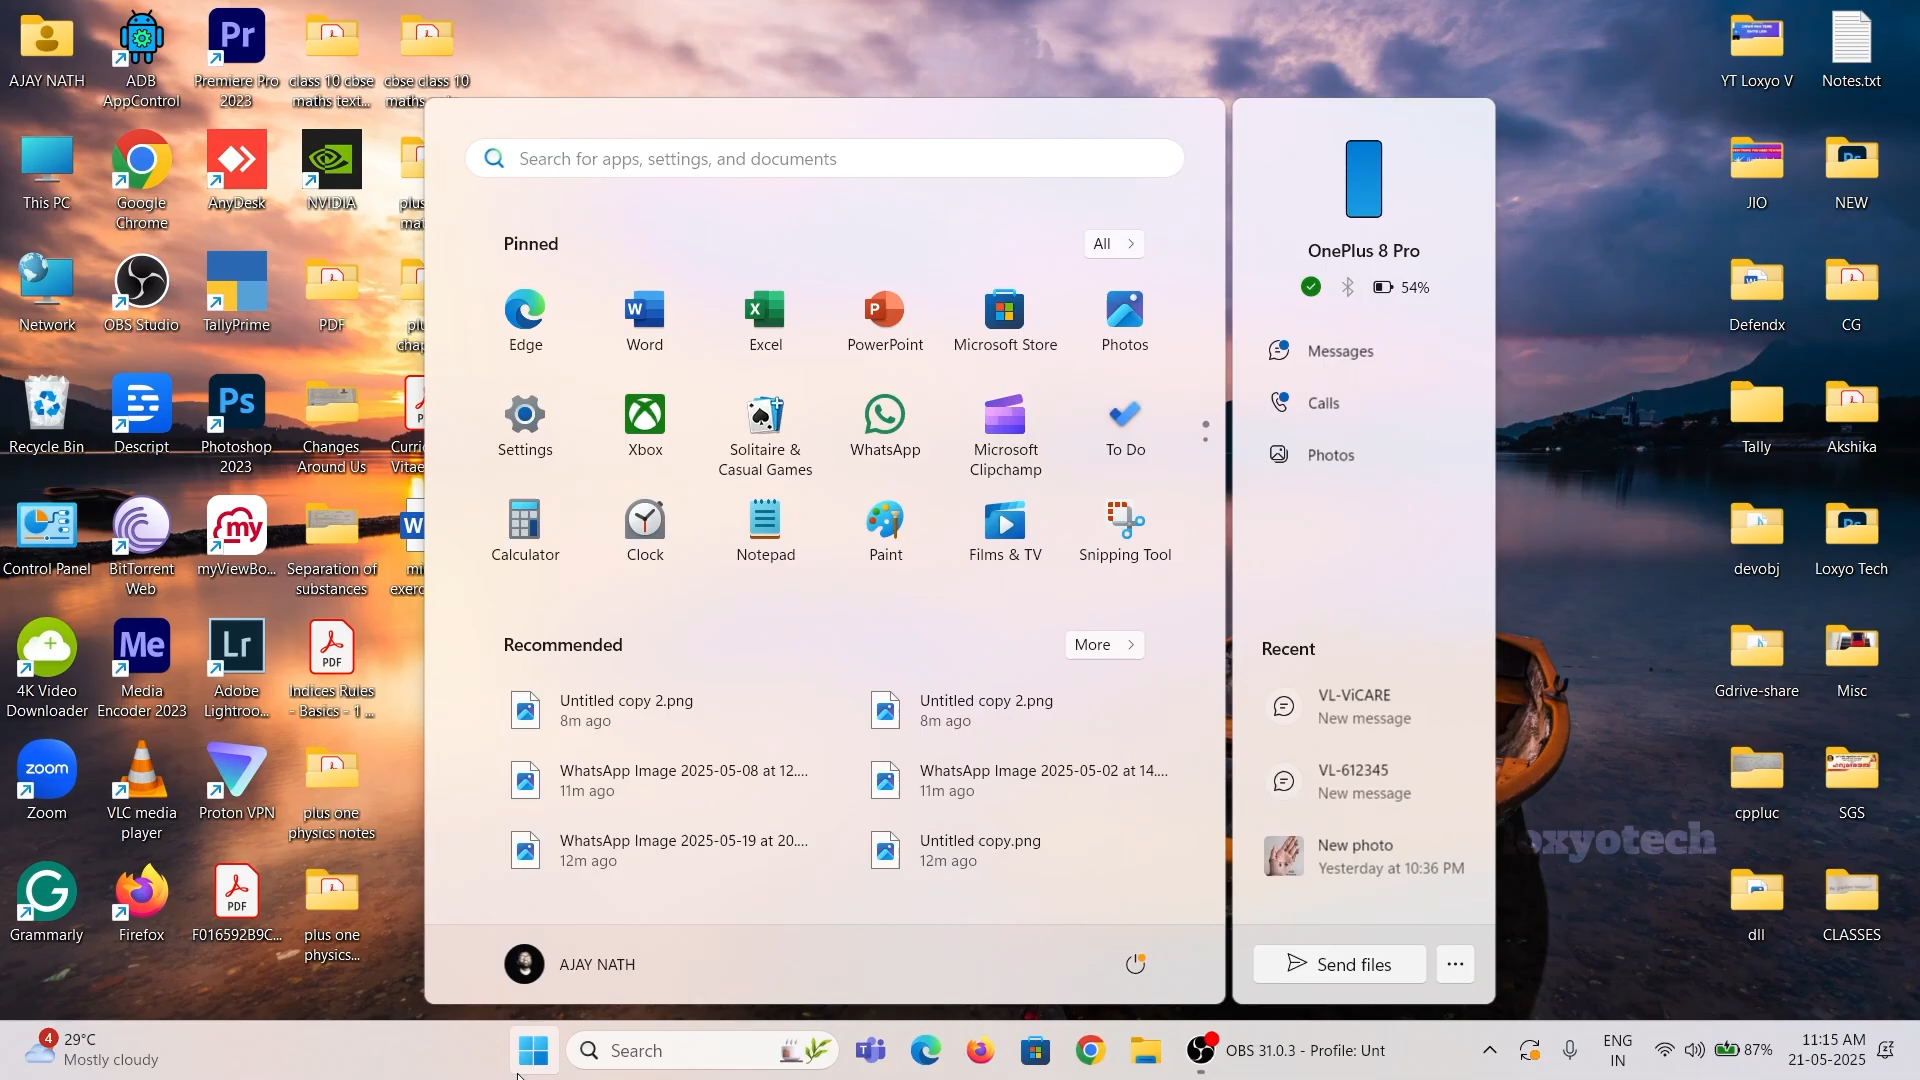 AJAY NATH
ADB
AppControl
Premiere Pro
2023
class 10 cbse
maths text...
cbse class 10
This PC
Google
Chrome
AnyDesk
NVIDIA
Network
OBS Studio
TallyPrime
PDF
Recycle Bin
Descript
Photoshop
2023
Changes
Around Us
Control Panel
BitTorrent
Web
myViewBo...
Separation of
substances
4K Video
Downloader
Media
Encoder 2023
Adobe
Lightroo...
Indices Rules
- Basics - 1 ...
Zoom
VLC media
player
Proton VPN
plus one
physics notes
Grammarly
Firefox
F016592B9C...
plus one
physics...
Search for apps, settings, and documents
Pinned
All
Edge
Word
Excel
PowerPoint
Microsoft Store
Photos
Settings
Xbox
Solitaire &
Casual Games
WhatsApp
Microsoft
Clipchamp
To Do
Calculator
Clock
Notepad
Paint
Films & TV
Snipping Tool
Recommended
More
Untitled copy 2.png
8m ago
Untitled copy 2.png
8m ago
WhatsApp Image 2025-05-08 at 12....
11m ago
WhatsApp Image 2025-05-02 at 14....
11m ago
WhatsApp Image 2025-05-19 at 20....
12m ago
Untitled copy.png
12m ago
AJAY NATH
OnePlus 8 Pro
54%
Messages
Calls
Photos
Recent
VL-ViCARE
New message
VL-612345
New message
New photo
Yesterday at 10:36 PM
Send files
YT Loxyo V
Notes.txt
JIO
NEW
Defendx
CG
Tally
Akshika
devobj
Loxyo Tech
Gdrive-share
Misc
cppluc
SGS
dll
CLASSES
loxyotech
4
29°C
Mostly cloudy
Search
OBS 31.0.3 - Profile: Unt
ENG
IN
87%
11:15 AM
21-05-2025